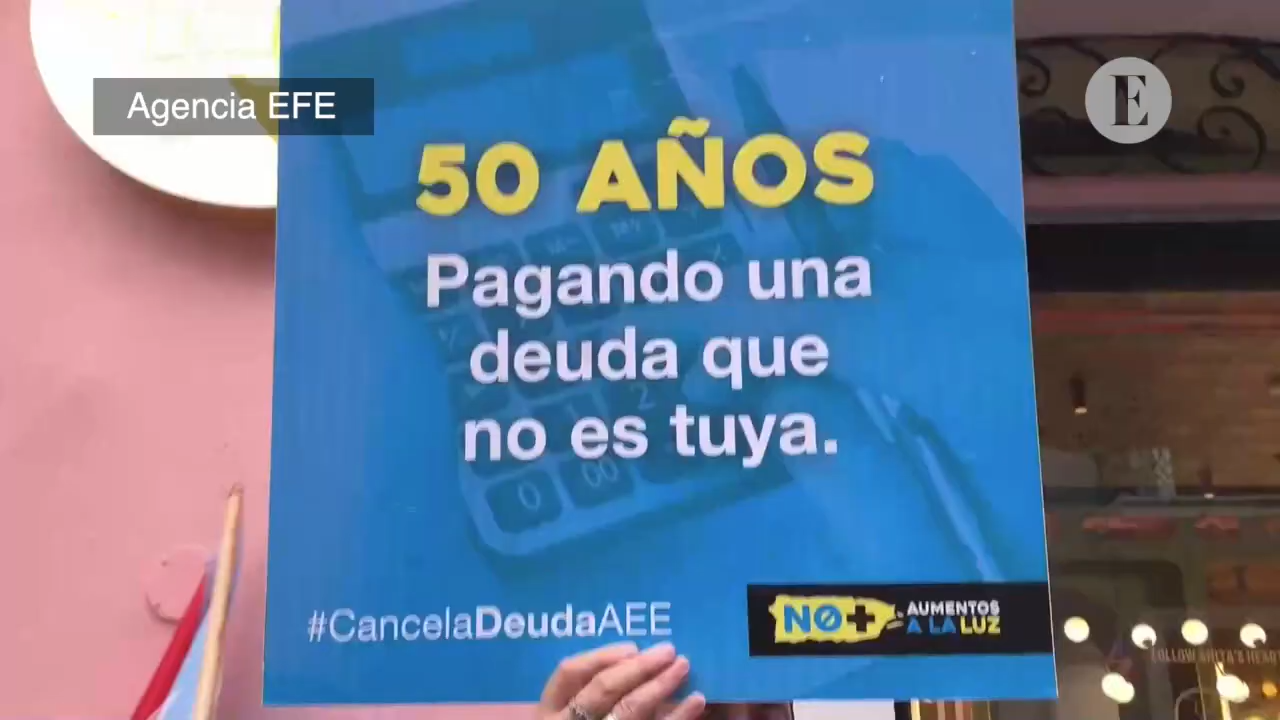 Agencia EFE
E
50 AÑOS
Pagando una
deuda que
no es tuya.
#CancelaDeudaAEE
NO+
AUMENTOS
A LA LUZ